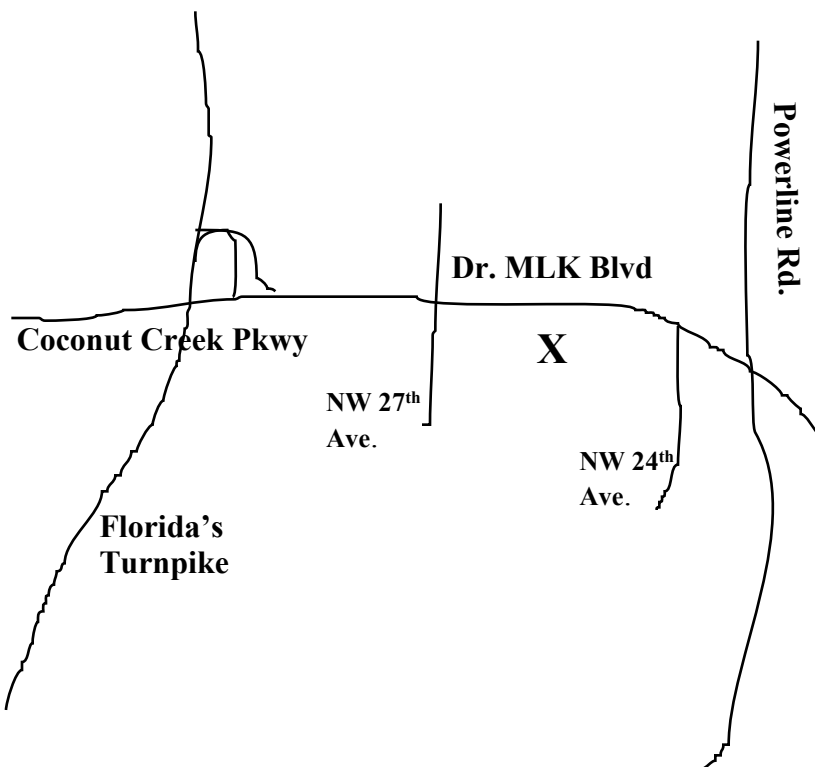 Powerline Rd.
Dr. MLK Blvd
Coconut Creek Pkwy
X
NW 27th
Ave.
NW 24th
Ave.
Florida's
Turnpike